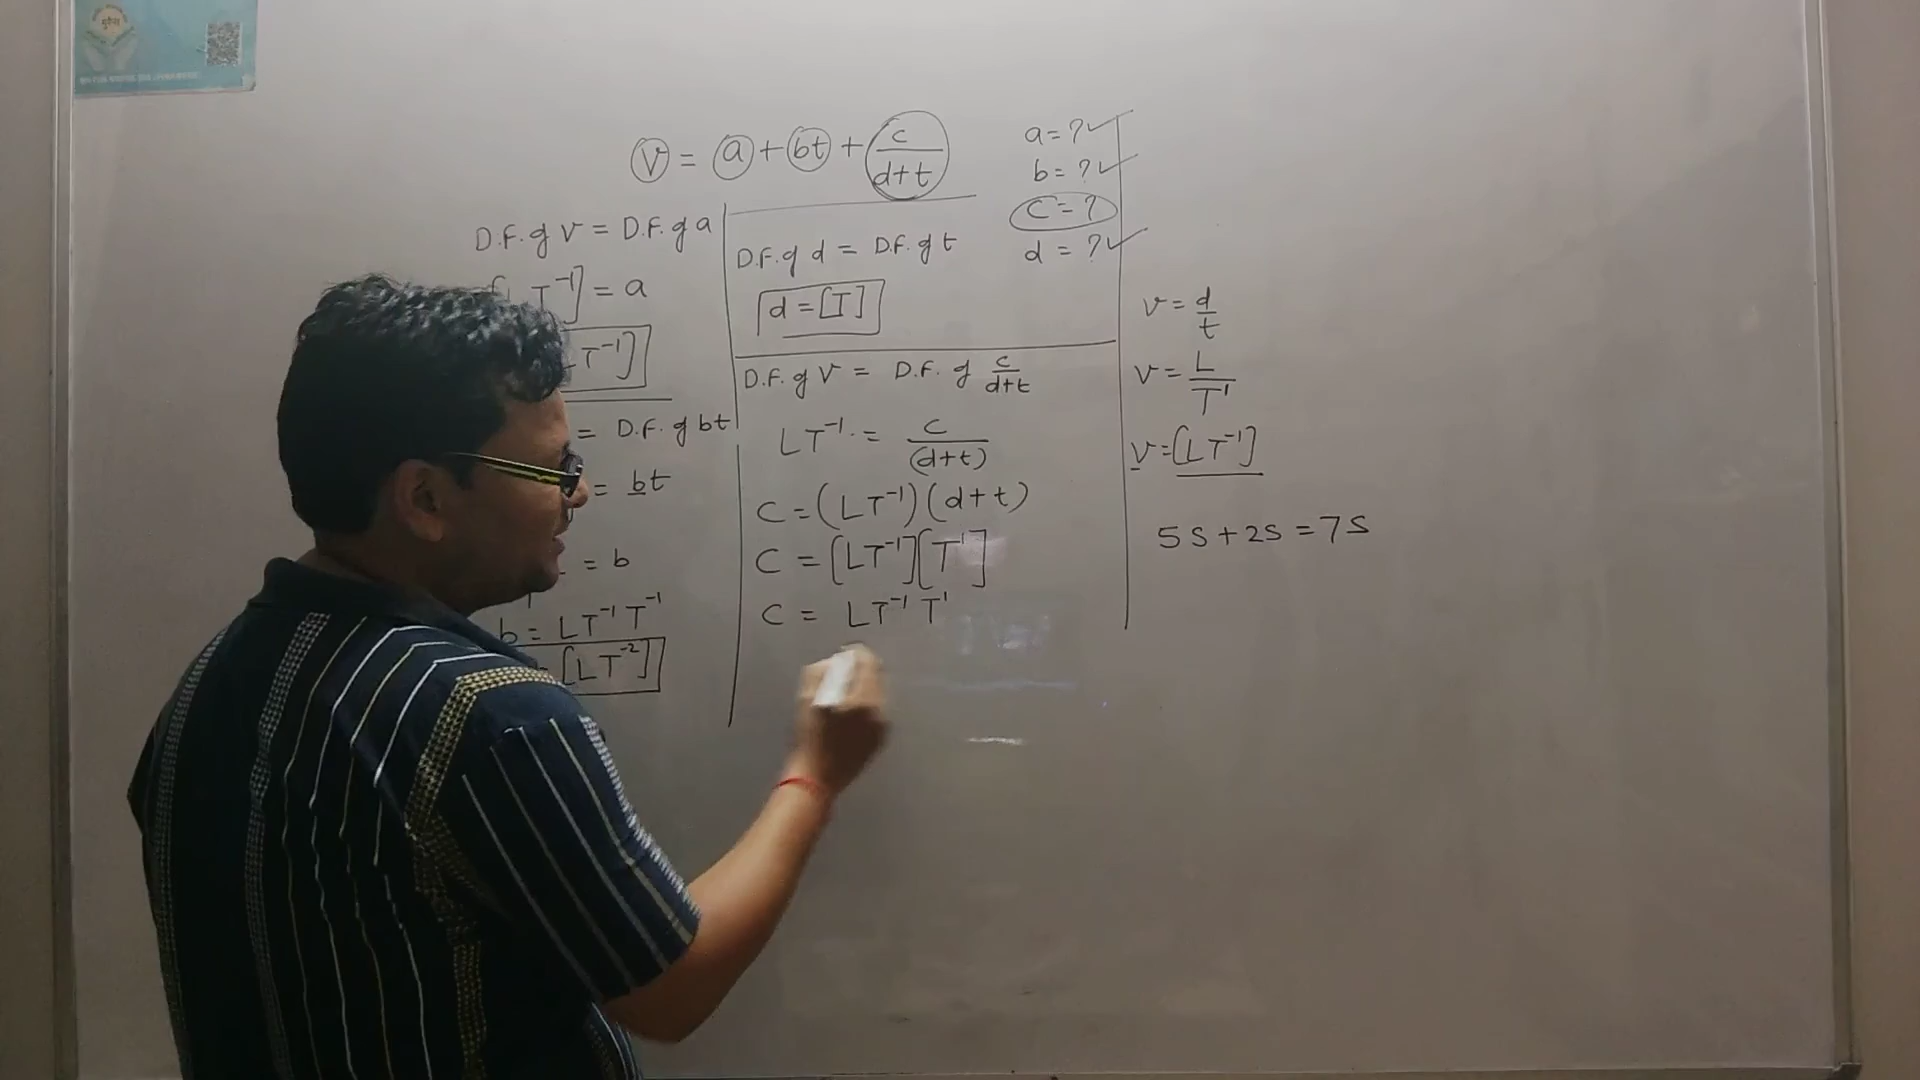 V = a + bt + c/(d+t)
a = ? ✓
b = ? ✓
c = ?
d = ? ✓
D.F. of V = D.F. of a
T⁻¹] = a
T⁻¹]
= D.F. of bt
= bt
= b
b = LT⁻¹ T⁻¹
[LT⁻²]
D.F. of d = D.F. of t
d = [T]
D.F. of V = D.F. of c/(d+t)
LT⁻¹ = c/(d+t)
C = (LT⁻¹)(d+t)
C = [LT⁻¹][T¹]
C = LT⁻¹ T¹
v = d/t
v = L/T¹
v = [LT⁻¹]
5s + 2s = 7s